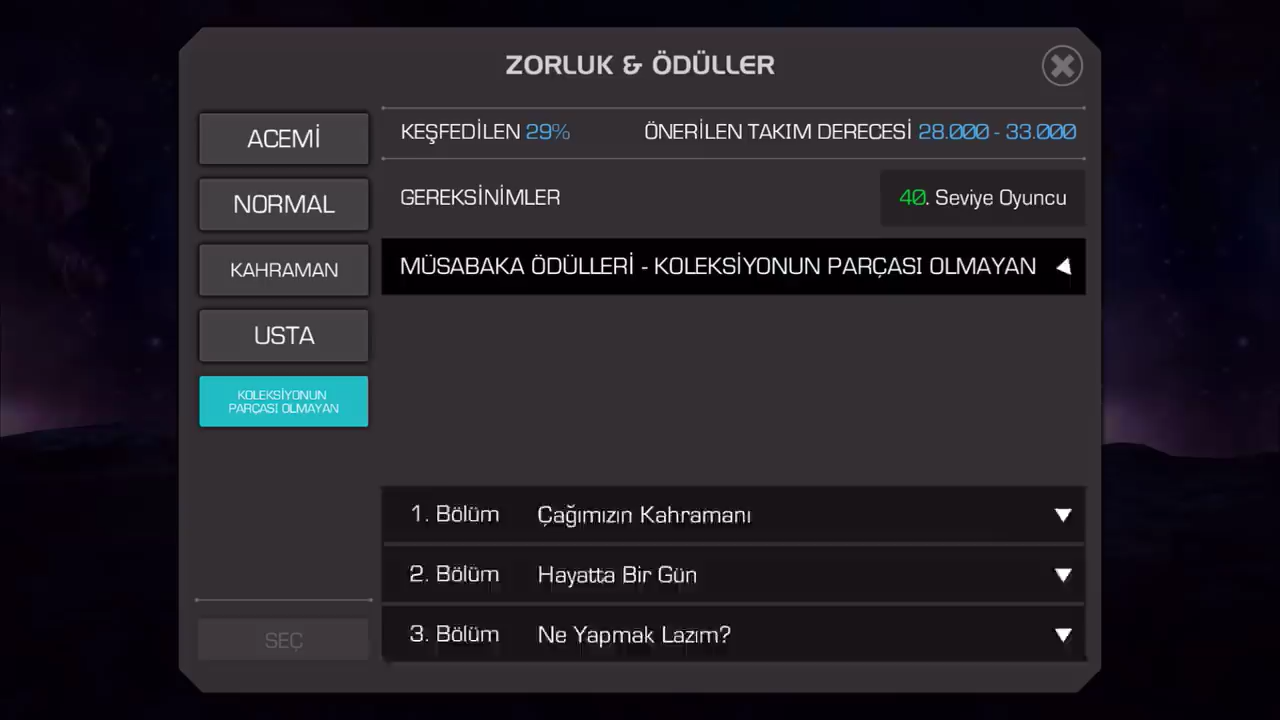 ZORLUK & ÖDÜLLER
ACEMİ
NORMAL
KAHRAMAN
USTA
KOLEKSİYONUN
PARÇASI OLMAYAN
SEÇ
KEŞFEDİLEN 29%
ÖNERİLEN TAKIM DERECESİ 28.000 - 33.000
GEREKSİNİMLER
40. Seviye Oyuncu
MÜSABAKA ÖDÜLLERİ - KOLEKSİYONUN PARÇASI OLMAYAN
1. Bölüm Çağımızın Kahramanı
2. Bölüm Hayatta Bir Gün
3. Bölüm Ne Yapmak Lazım?